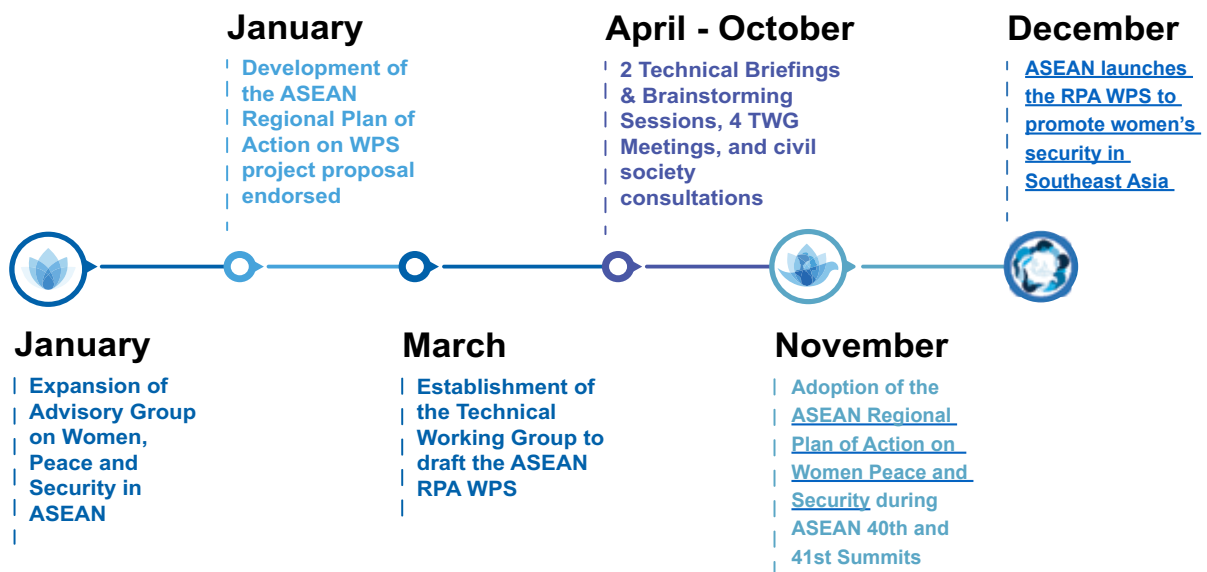 January
Development of
the ASEAN
Regional Plan of
Action on WPS
project proposal
endorsed
April - October
2 Technical Briefings
& Brainstorming
Sessions, 4 TWG
Meetings, and civil
society
consultations
December
ASEAN launches
the RPA WPS to
promote women’s
security in
Southeast Asia
January
Expansion of
Advisory Group
on Women,
Peace and
Security in
ASEAN
March
Establishment of
the Technical
Working Group to
draft the ASEAN
RPA WPS
November
Adoption of the
ASEAN Regional
Plan of Action on
Women Peace and
Security during
ASEAN 40th and
41st Summits